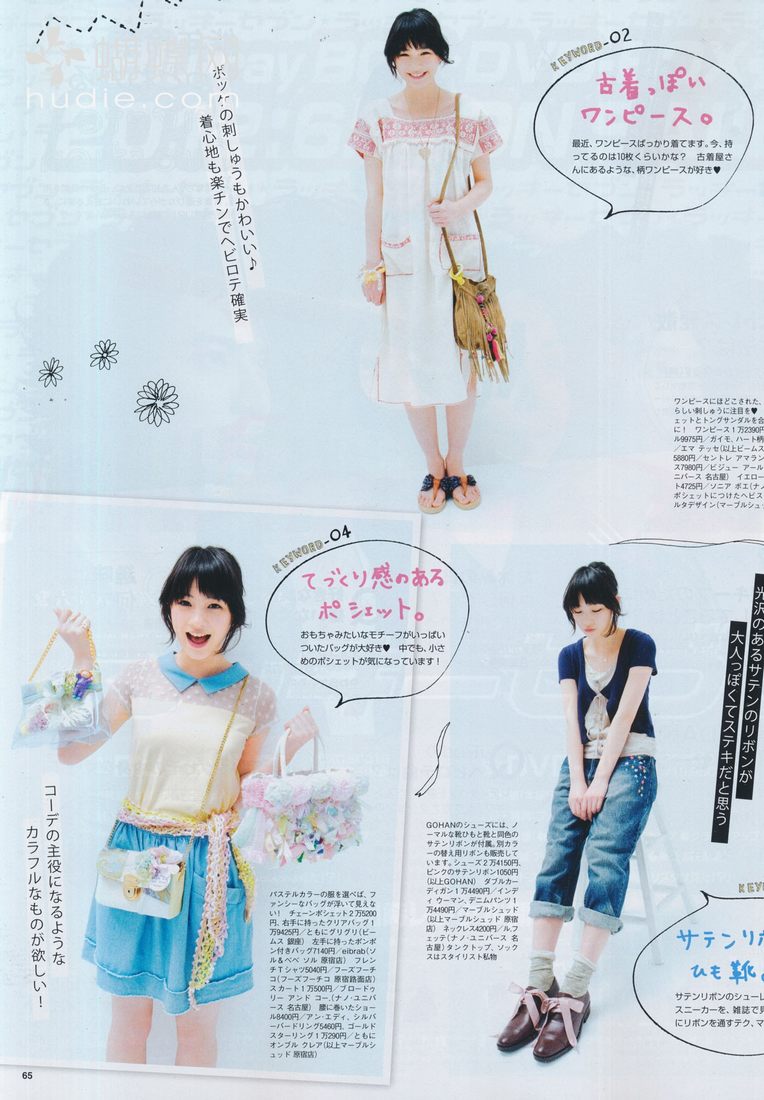 蝴蝶树
hudie.com
ポッケの刺しゅうもかわいい♪
着心地も楽チンでヘビロテ確実
KEYWORD-02
古着っぽい
ワンピース。
最近、ワンピースばっかり着てます。今、持
ってるのは10枚くらいかな？　古着屋さ
んにあるような、柄ワンピースが好き♥
ワンピースにほどこされた、
らしい刺しゅうに注目を♥
ェットとトングサンダルを合
に！　ワンピース1万2390円
ル9975円／ガイモ、ハート柄
／エマ テッセ（以上ビームス
5880円／セントレ アマラン
ス7980円／ビジュー アール
ニバース 名古屋） イエロー
ト4725円／ソニア ポエ（ナノ
ポシェットにつけたヘビス
ルタデザイン（マーブルシュッ
KEYWORD-04
てづくり感のある
ポシェット。
おもちゃみたいなモチーフがいっぱい
ついたバッグが大好き♥　中でも、小さ
めのポシェットが気になっています！
コーデの主役になるような
カラフルなものが欲しい！
パステルカラーの服を選べば、フ
ァンシーなバッグが浮いて見えな
い！　チェーンポシェット2万5200
円、右手に持ったクリアバッグ1
万9425円／ともにグリグリ（ビー
ムス 銀座）　左手に持ったポンポ
ン付きバッグ7140円／eibrab（ソ
ル&ベベ ソル 原宿店）　フレン
チTシャツ5040円／フーズフーチ
コ（フーズフーチコ 原宿路面店）
スカート1万500円／ブロードゥ
リー アンド コー.（ナノ・ユニバ
ース 名古屋）　腰に巻いたショー
ル8400円／アン・エディ、シルバ
ーバードリング5460円、ゴールド
スターリング1万290円／ともに
オンブル クレア（以上マーブルシ
ュッド 原宿店）
光沢のあるサテンのリボンが
大人っぽくてステキだと思う
GOHANのシューズには、ノ
ーマルな靴ひもと靴と同色の
サテンリボンが付属。別カラー
の替え用リボンも販売して
います。シューズ2万4150円、
ピンクのサテンリボン1050円
（以上GOHAN）　ダブルカー
ディガン1万4490円／インデ
ィ ウーマン、デニムパンツ1
万4490円／マーブルシュッド
（以上マーブルシュッド 原宿
店）　ネックレス4200円／ル.フ
ェッテ（ナノ・ユニバース 名
古屋）タンクトップ、ソック
スはスタイリスト私物
KEYW
サテンリボ
ひも靴。
サテンリボンのシューレ
スニーカーを、雑誌で見
にリボンを通すテク、マ
65